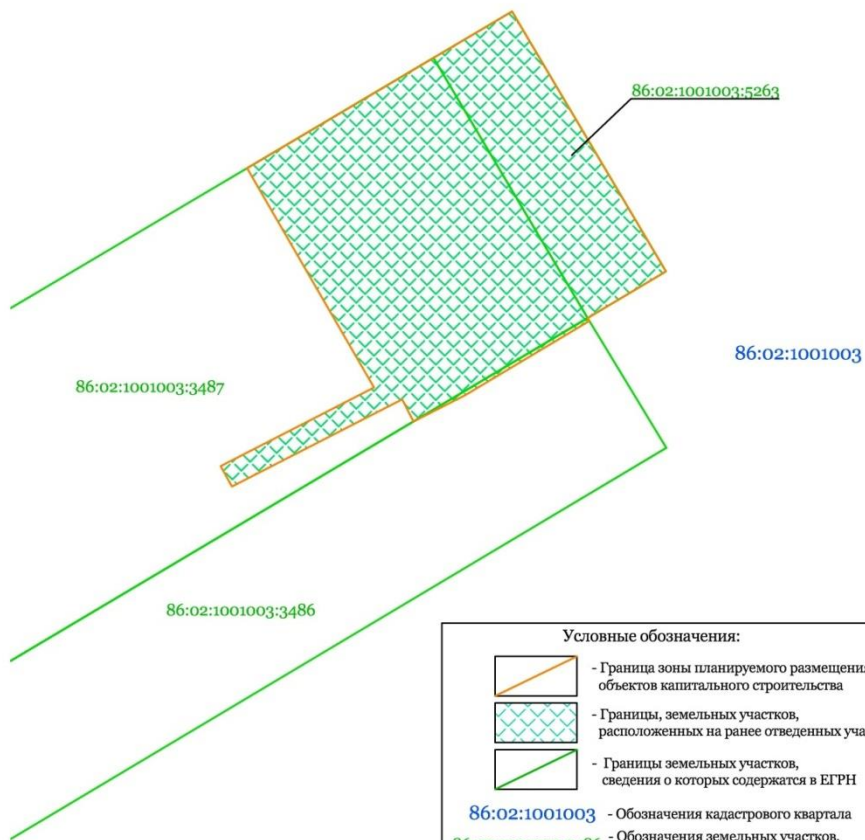 86:02:1001003:5263
86:02:1001003
86:02:1001003:3487
86:02:1001003:3486
Условные обозначения:
- Граница зоны планируемого размещения
объектов капитального строительства
- Границы, земельных участков,
расположенных на ранее отведенных
- Границы земельных участков,
сведения о которых содержатся в ЕГРН
86:02:1001003 - Обозначения кадастрового квартала
- Обозначения земельных участков,